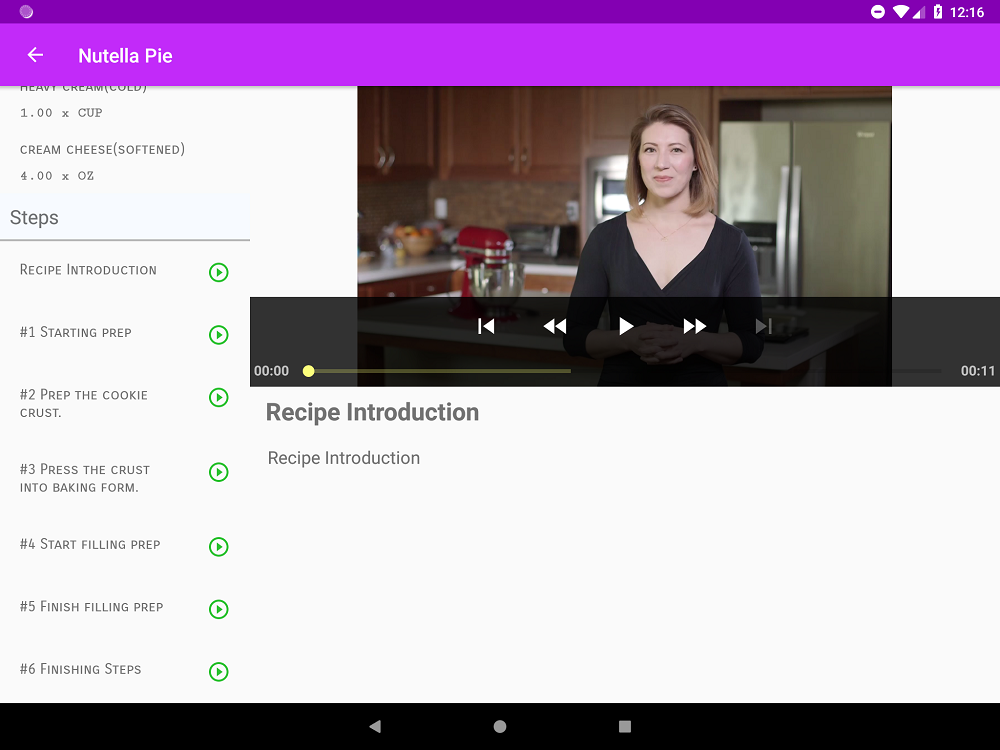 12:16
Nutella Pie
HEAVY CREAM(COLD)
1.00 x CUP
CREAM CHEESE(SOFTENED)
4.00 x OZ
Steps
Recipe Introduction
#1 Starting prep
#2 Prep the cookie
crust.
#3 Press the crust
into baking form.
#4 Start filling prep
#5 Finish filling prep
#6 Finishing Steps
00:00
00:11
Recipe Introduction
Recipe Introduction